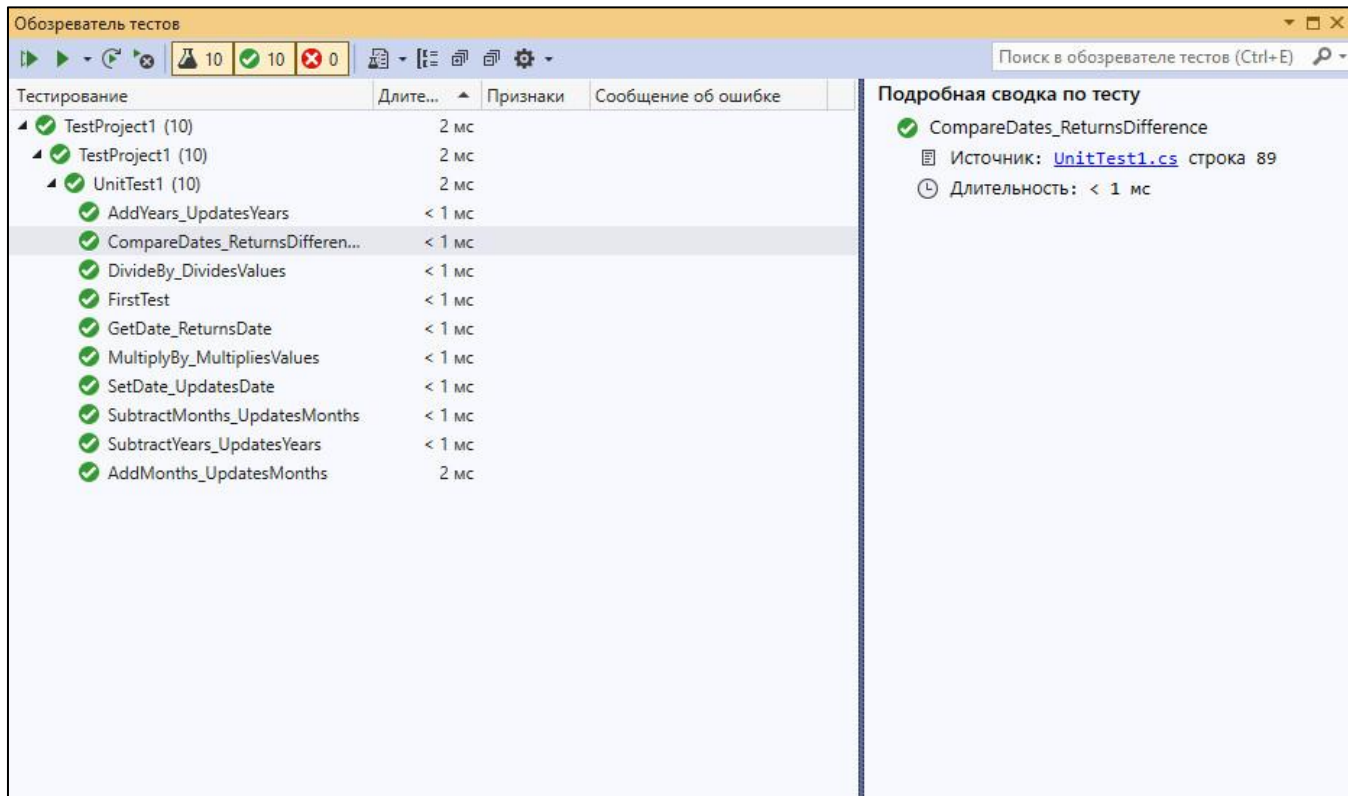 Обозреватель тестов
10 10 0 Поиск в обозревателе тестов (Ctrl+E)
Тестирование Длите... Признаки Сообщение об ошибке
TestProject1 (10) 2 мс
TestProject1 (10) 2 мс
UnitTest1 (10) 2 мс
AddYears_UpdatesYears < 1 мс
CompareDates_ReturnsDifferen... < 1 мс
DivideBy_DividesValues < 1 мс
FirstTest < 1 мс
GetDate_ReturnsDate < 1 мс
MultiplyBy_MultipliesValues < 1 мс
SetDate_UpdatesDate < 1 мс
SubtractMonths_UpdatesMonths < 1 мс
SubtractYears_UpdatesYears < 1 мс
AddMonths_UpdatesMonths 2 мс
Подробная сводка по тесту
CompareDates_ReturnsDifference
Источник: UnitTest1.cs строка 89
Длительность: < 1 мс